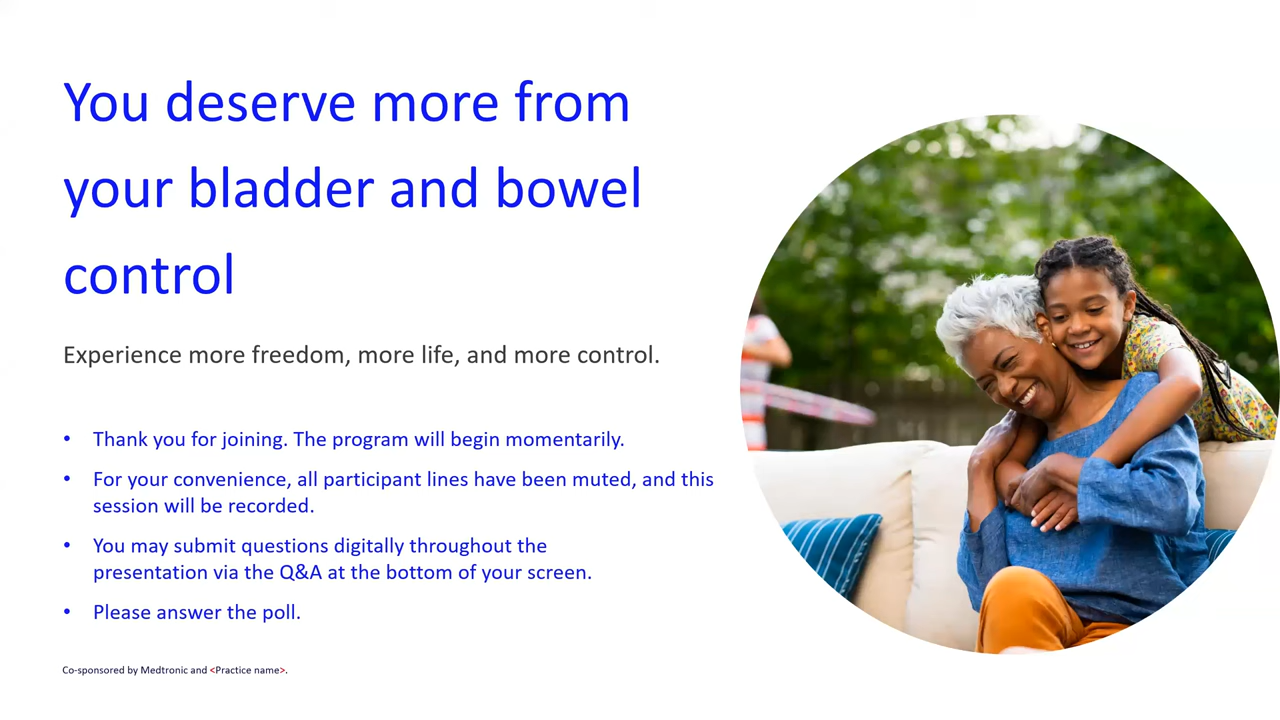 You deserve more from
your bladder and bowel
control
Experience more freedom, more life, and more control.
• Thank you for joining. The program will begin momentarily.
• For your convenience, all participant lines have been muted, and this
session will be recorded.
• You may submit questions digitally throughout the
presentation via the Q&A at the bottom of your screen.
• Please answer the poll.
Co-sponsored by Medtronic and <Practice name>.